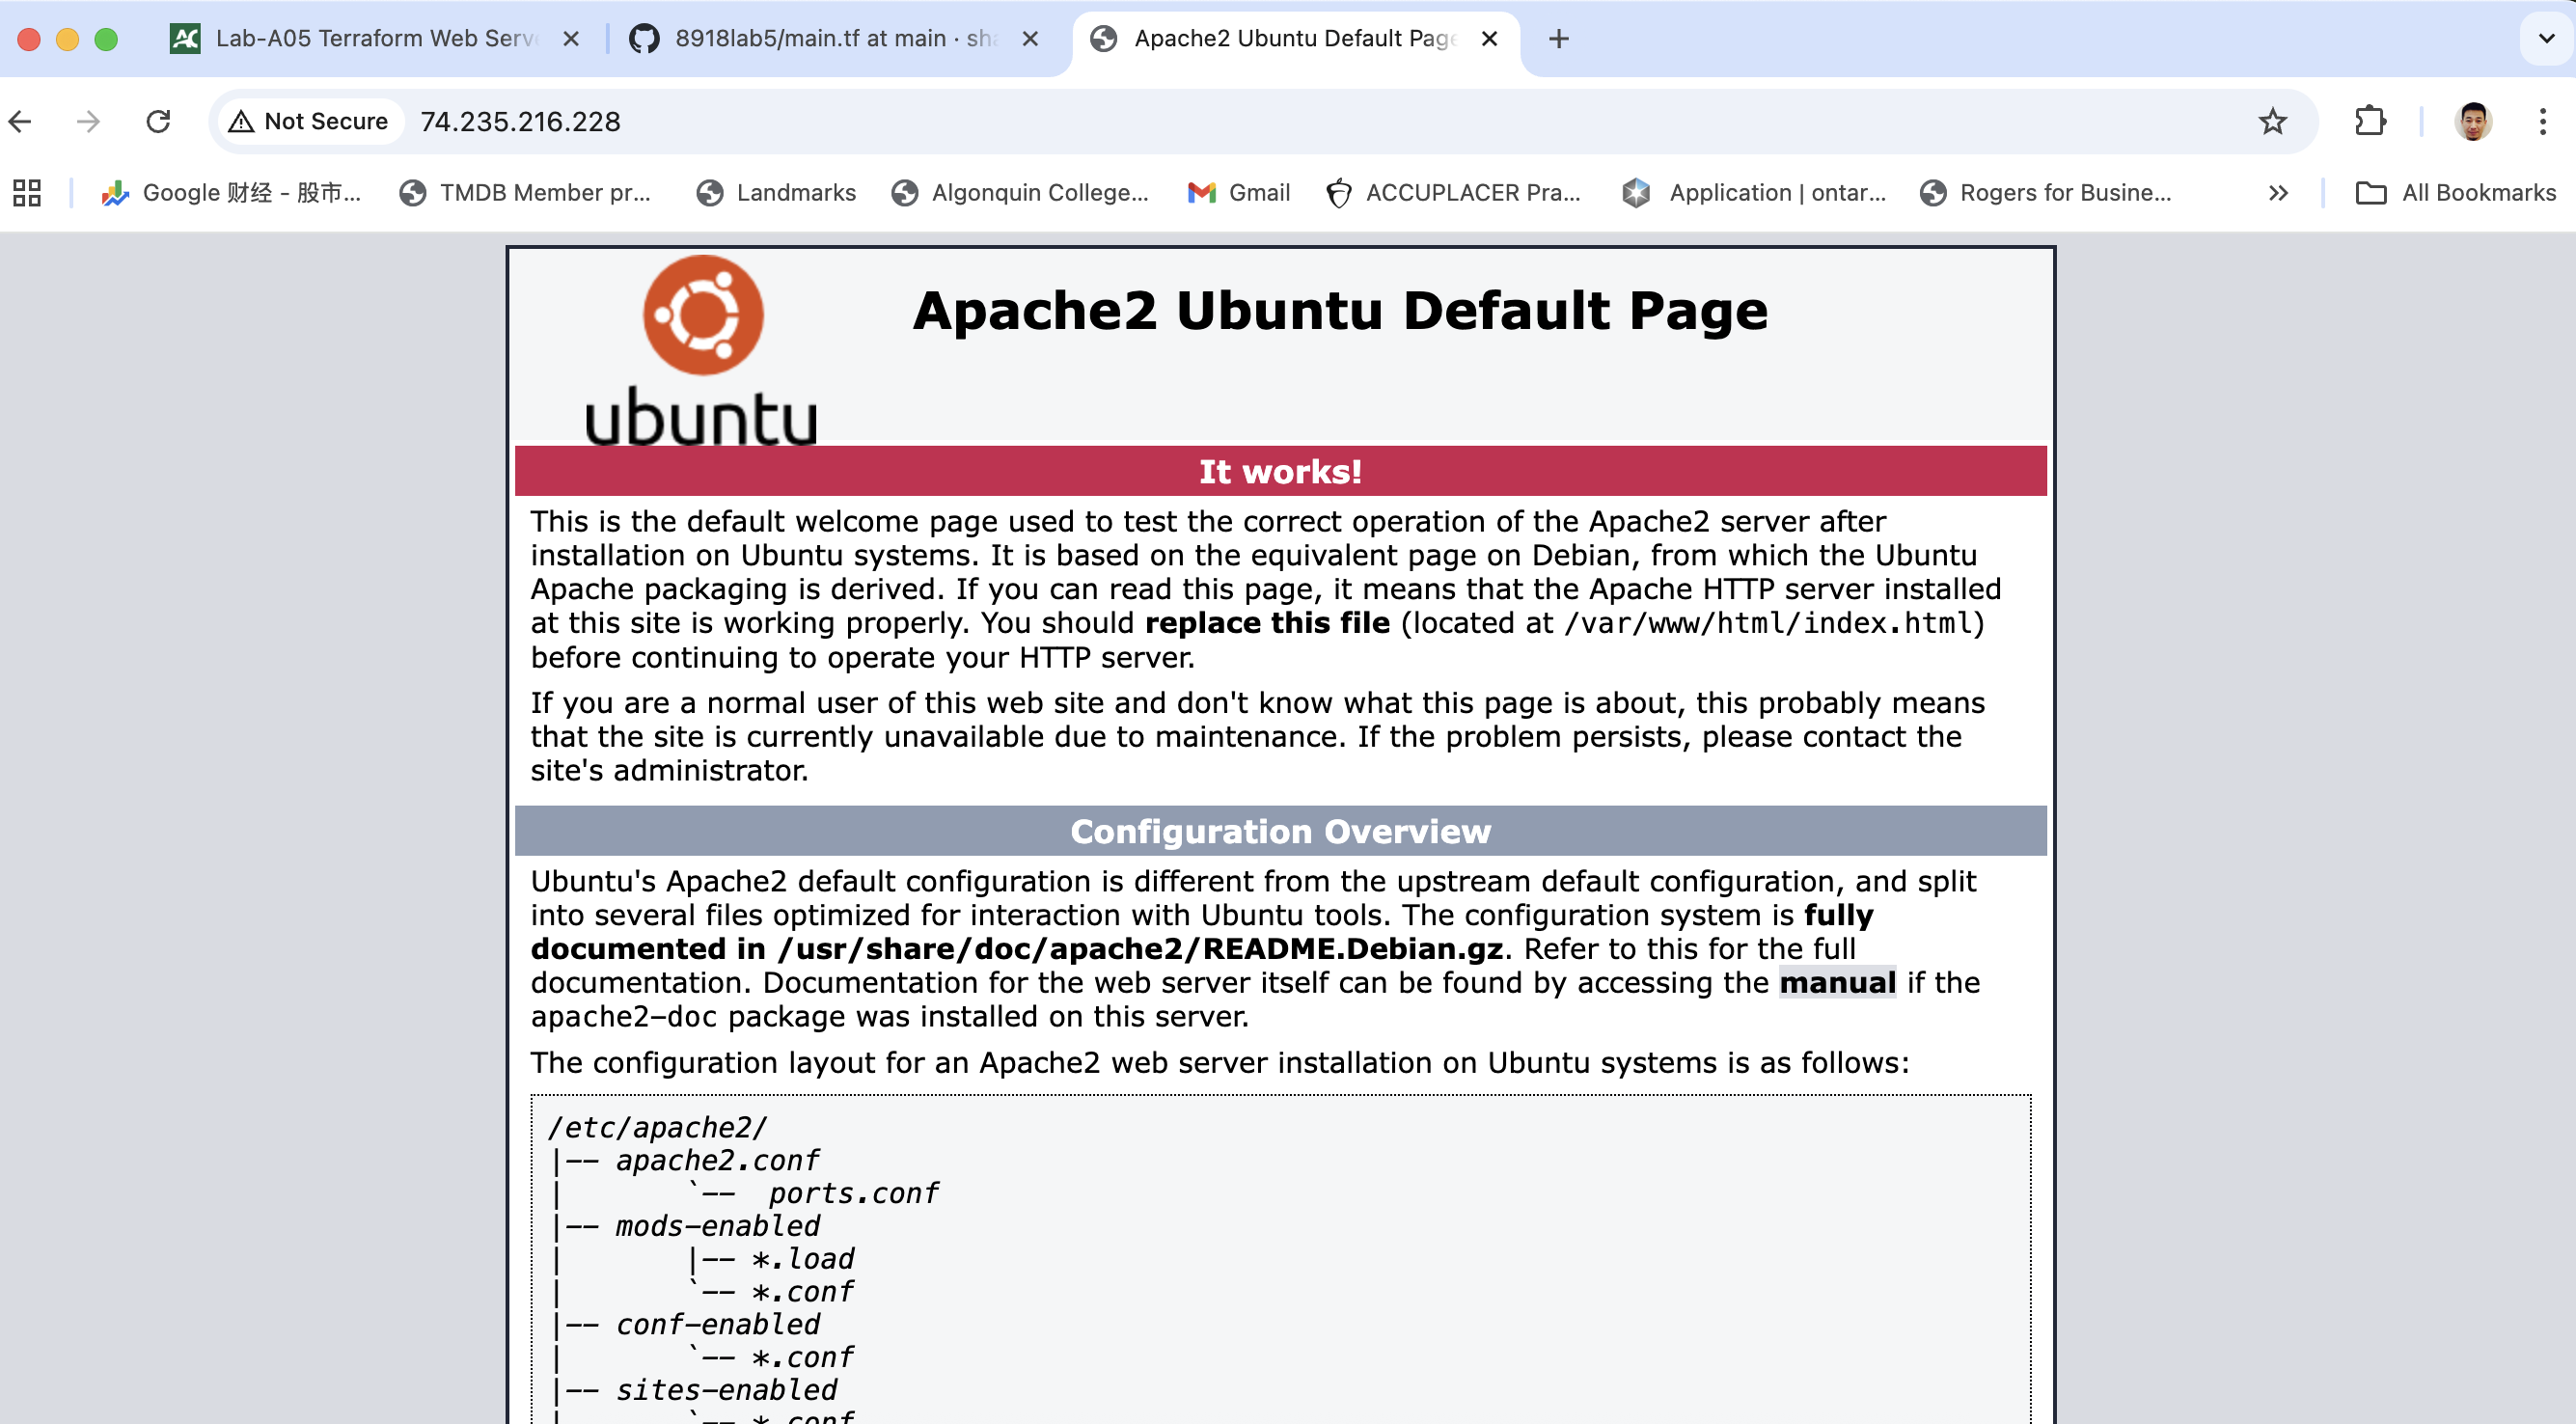 Lab-A05 Terraform Web Serv
8918lab5/main.tf at main · sha
Apache2 Ubuntu Default Page
Not Secure
74.235.216.228
Google 财经 - 股市...
TMDB Member pr...
Landmarks
Algonquin College...
Gmail
ACCUPLACER Pra...
Application | ontar...
Rogers for Busine...
All Bookmarks
ubuntu
Apache2 Ubuntu Default Page
It works!
This is the default welcome page used to test the correct operation of the Apache2 server after
installation on Ubuntu systems. It is based on the equivalent page on Debian, from which the Ubuntu
Apache packaging is derived. If you can read this page, it means that the Apache HTTP server installed
at this site is working properly. You should replace this file (located at /var/www/html/index.html)
before continuing to operate your HTTP server.
If you are a normal user of this web site and don't know what this page is about, this probably means
that the site is currently unavailable due to maintenance. If the problem persists, please contact the
site's administrator.
Configuration Overview
Ubuntu's Apache2 default configuration is different from the upstream default configuration, and split
into several files optimized for interaction with Ubuntu tools. The configuration system is fully
documented in /usr/share/doc/apache2/README.Debian.gz. Refer to this for the full
documentation. Documentation for the web server itself can be found by accessing the manual if the
apache2-doc package was installed on this server.
The configuration layout for an Apache2 web server installation on Ubuntu systems is as follows:
/etc/apache2/
|-- apache2.conf
|       `--  ports.conf
|-- mods-enabled
|       |-- *.load
|       `-- *.conf
|-- conf-enabled
|       `-- *.conf
|-- sites-enabled
|       `-- *.conf